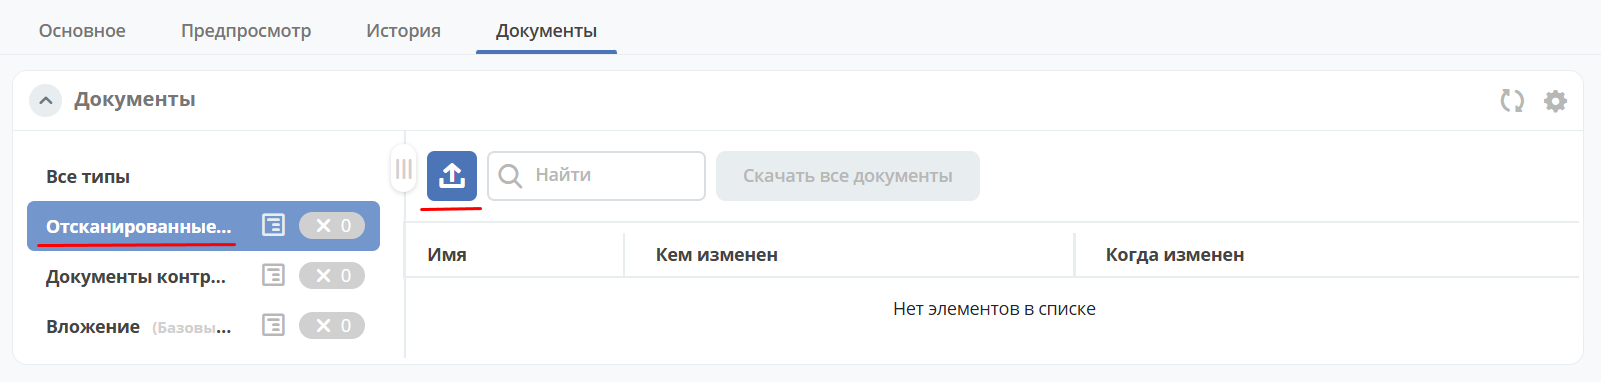 Основное Предпросмотр История Документы
Документы
Все типы
Отсканированные... 0
Документы контр... 0
Вложение (Базовы... 0
Найти Скачать все документы
Имя Кем изменен Когда изменен
Нет элементов в списке